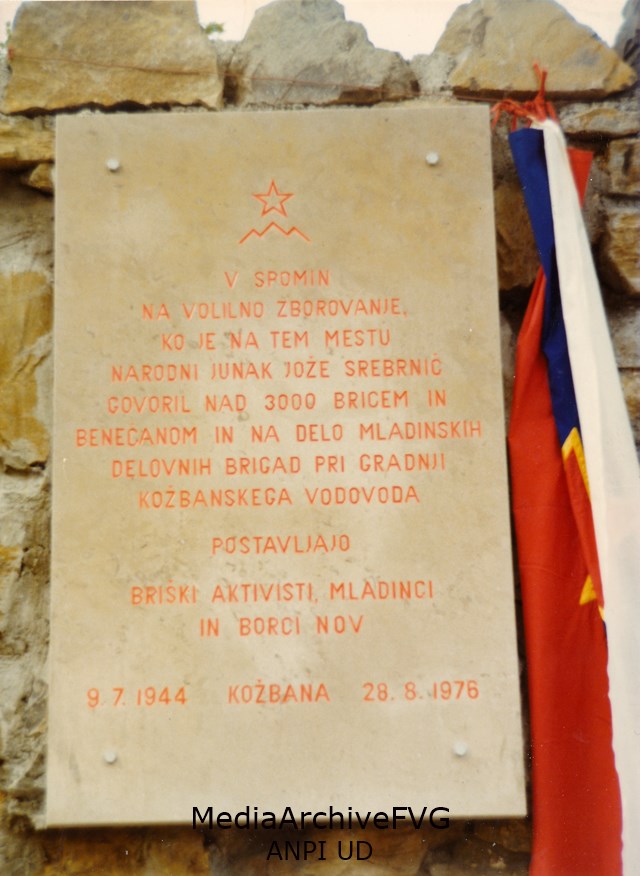 V SPOMIN
NA VOLILNO ZBOROVANJE,
KO JE NA TEM MESTU
NARODNI JUNAK JOŽE SREBRNIČ
GOVORIL NAD 3000 BRICEM IN
BENEČANOM IN NA DELO MLADINSKIH
DELOVNIH BRIGAD PRI GRADNJI
KOŽBANSKEGA VODOVODA
POSTAVLJAJO
BRIŠKI AKTIVISTI, MLADINCI
IN BORCI NOV
9.7.1944 KOŽBANA 28.8.1976
MediaArchiveFVG
ANPI UD